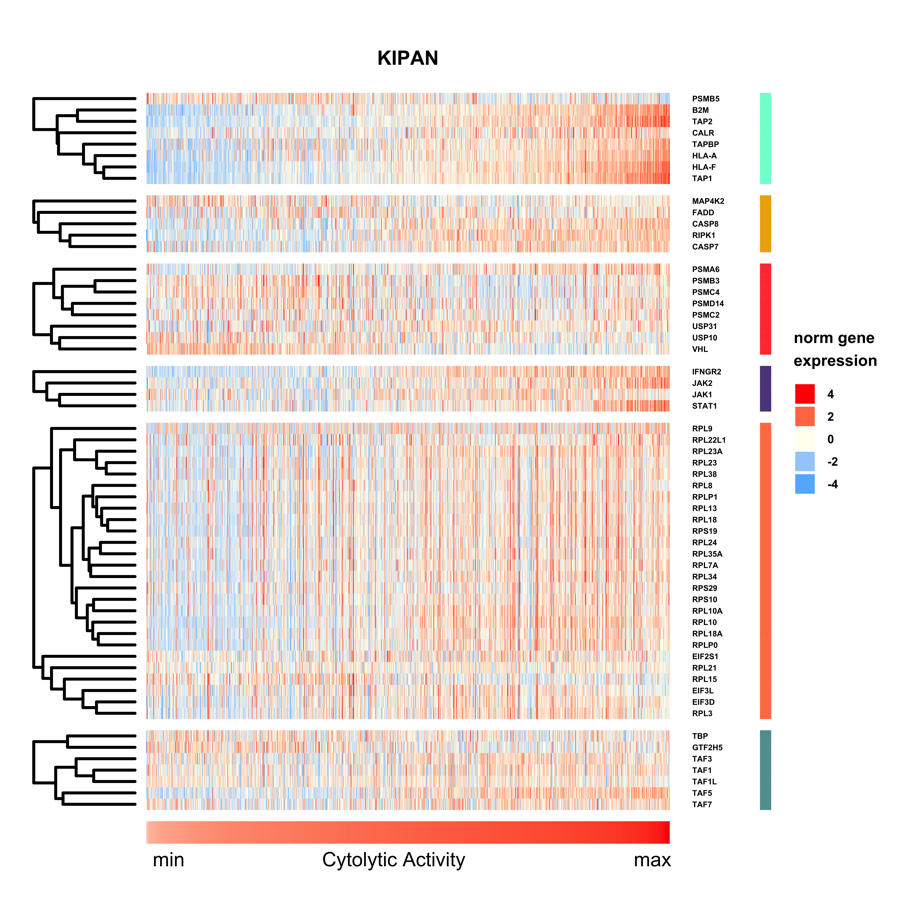 KIPAN
PSMB5
B2M
TAP2
CALR
TAPBP
HLA-A
HLA-F
TAP1
MAP4K2
FADD
CASP8
RIPK1
CASP7
PSMA6
PSMB3
PSMC4
PSMD14
PSMC2
USP31
USP10
VHL
IFNGR2
JAK2
JAK1
STAT1
RPL9
RPL22L1
RPL23A
RPL23
RPL38
RPL8
RPLP1
RPL13
RPL18
RPS19
RPL24
RPL35A
RPL7A
RPL34
RPS29
RPS10
RPL10A
RPL10
RPL18A
RPLP0
EIF2S1
RPL21
RPL15
EIF3L
EIF3D
RPL3
TBP
GTF2H5
TAF3
TAF1
TAF1L
TAF5
TAF7
norm gene
expression
4
2
0
-2
-4
min Cytolytic Activity max